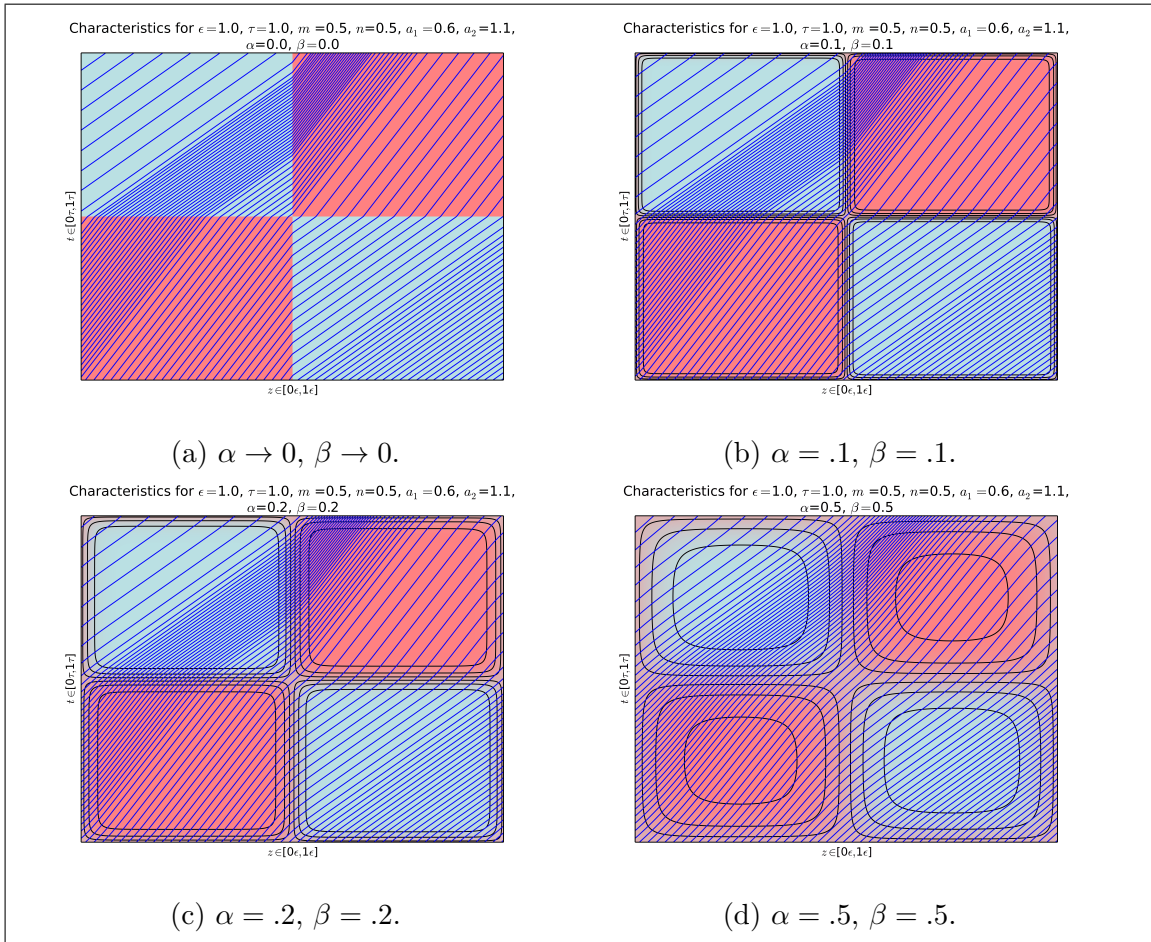 Characteristics for ϵ=1.0, τ=1.0, m =0.5, n=0.5, a₁=0.6, a₂=1.1,
α=0.0, β=0.0
t∈[0τ,1τ]
z∈[0ϵ,1ϵ]
(a) α → 0, β → 0.
Characteristics for ϵ=1.0, τ=1.0, m =0.5, n=0.5, a₁=0.6, a₂=1.1,
α=0.1, β=0.1
t∈[0τ,1τ]
z∈[0ϵ,1ϵ]
(b) α = .1, β = .1.
Characteristics for ϵ=1.0, τ=1.0, m =0.5, n=0.5, a₁=0.6, a₂=1.1,
α=0.2, β=0.2
t∈[0τ,1τ]
z∈[0ϵ,1ϵ]
(c) α = .2, β = .2.
Characteristics for ϵ=1.0, τ=1.0, m =0.5, n=0.5, a₁=0.6, a₂=1.1,
α=0.5, β=0.5
t∈[0τ,1τ]
z∈[0ϵ,1ϵ]
(d) α = .5, β = .5.